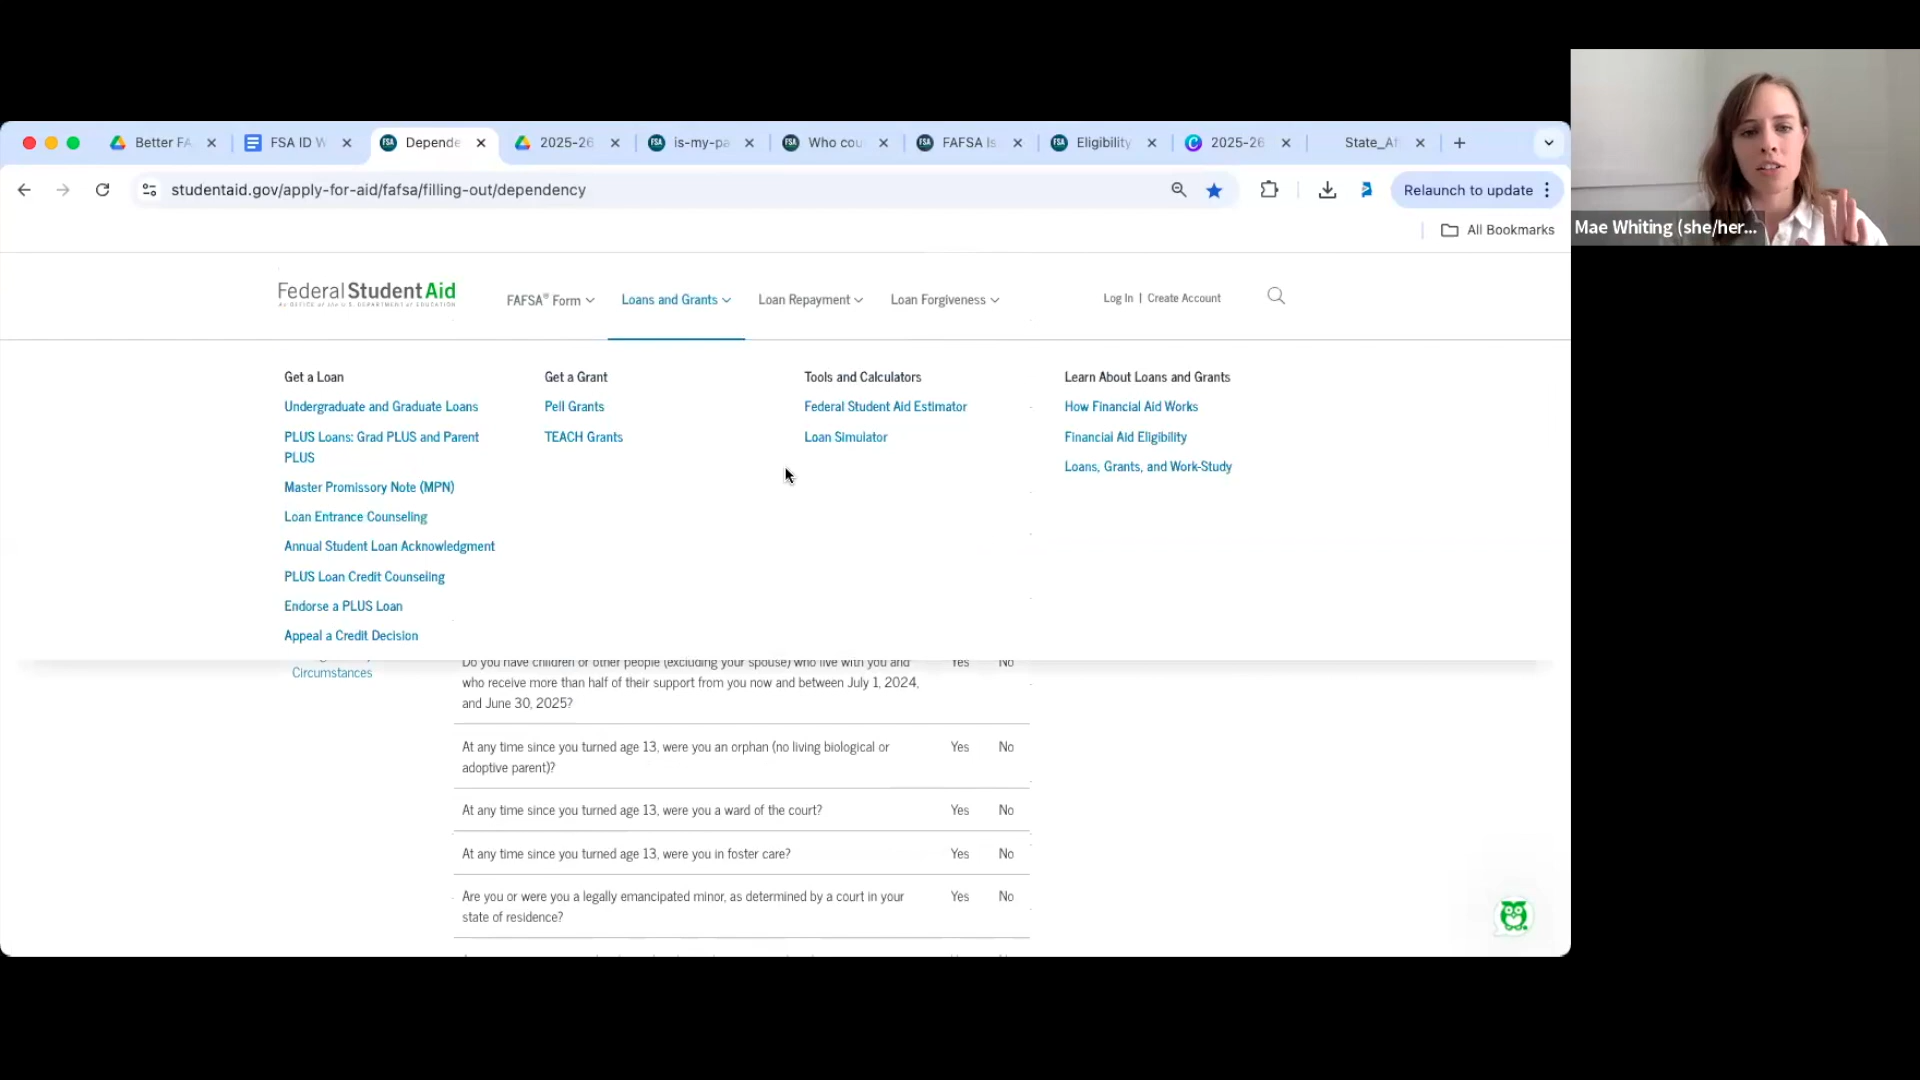 Better FA
FSA ID W
Depende
2025-26
is-my-pa
Who cou
FAFSA Is
Eligibility
2025-26
State_Af
studentaid.gov/apply-for-aid/fafsa/filling-out/dependency
Relaunch to update
All Bookmarks
Mae Whiting (she/her...
Federal Student Aid
An OFFICE of the U.S. DEPARTMENT of EDUCATION
FAFSA® Form
Loans and Grants
Loan Repayment
Loan Forgiveness
Log In | Create Account
Get a Loan
Undergraduate and Graduate Loans
PLUS Loans: Grad PLUS and Parent
PLUS
Master Promissory Note (MPN)
Loan Entrance Counseling
Annual Student Loan Acknowledgment
PLUS Loan Credit Counseling
Endorse a PLUS Loan
Appeal a Credit Decision
Get a Grant
Pell Grants
TEACH Grants
Tools and Calculators
Federal Student Aid Estimator
Loan Simulator
Learn About Loans and Grants
How Financial Aid Works
Financial Aid Eligibility
Loans, Grants, and Work-Study
Circumstances
Do you have children or other people (excluding your spouse) who live with you and
who receive more than half of their support from you now and between July 1, 2024,
and June 30, 2025?
Yes No
At any time since you turned age 13, were you an orphan (no living biological or
adoptive parent)?
Yes No
At any time since you turned age 13, were you a ward of the court?
Yes No
At any time since you turned age 13, were you in foster care?
Yes No
Are you or were you a legally emancipated minor, as determined by a court in your
state of residence?
Yes No